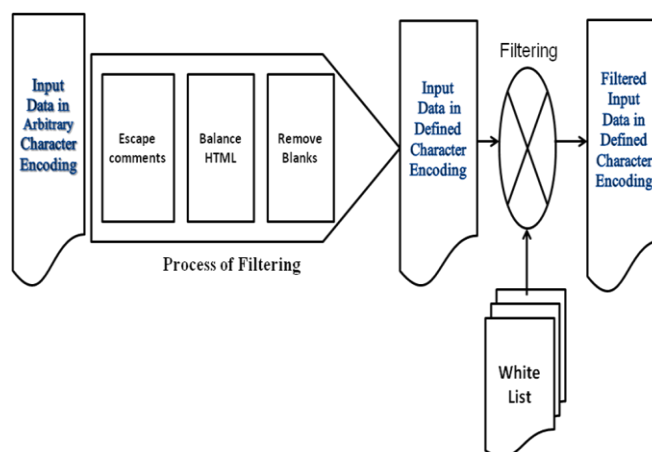 Input
Data in
Arbitrary
Character
Encoding
Escape
comments
Balance
HTML
Remove
Blanks
Process of Filtering
Input
Data in
Defined
Character
Encoding
Filtering
Filtered
Input
Data in
Defined
Character
Encoding
White
List